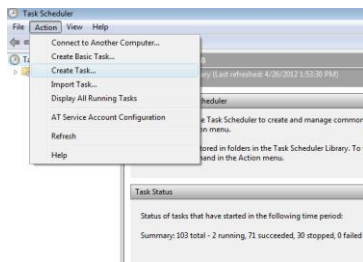 Task Scheduler
File Action View Help
Connect to Another Computer...
Create Basic Task...
Create Task...
Import Task...
Display All Running Tasks
AT Service Account Configuration
Refresh
Help
ry (Last refreshed: 4/26/2012 1:53:30 PM)
heduler
e Task Scheduler to create and manage common
on menu.
tored in folders in the Task Scheduler Library. To
and in the Action menu.
Task Status
Status of tasks that have started in the following time period:
Summary: 103 total - 2 running, 71 succeeded, 30 stopped, 0 failed